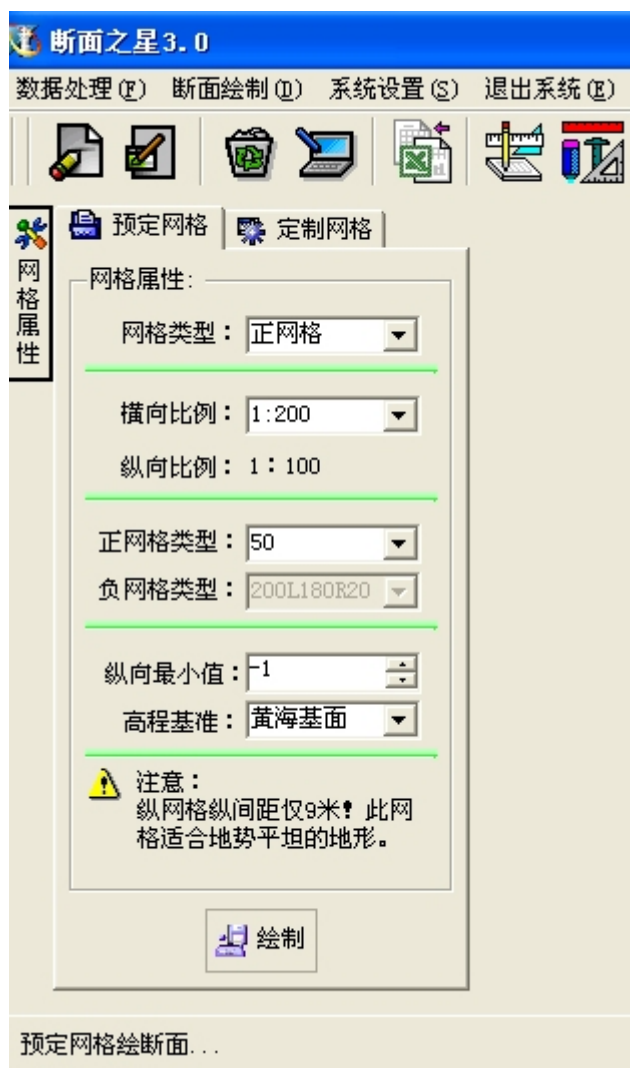 断面之星3.0
数据处理(F) 断面绘制(D) 系统设置(S) 退出系统(E)
预定网格 定制网格
网格属性
网格属性:
网格类型: 正网格
横向比例: 1:200
纵向比例: 1:100
正网格类型: 50
负网格类型: 200L180R20
纵向最小值: -1
高程基准: 黄海基面
注意:
纵网格纵间距仅9米! 此网
格适合地势平坦的地形。
绘制
预定网格绘断面...